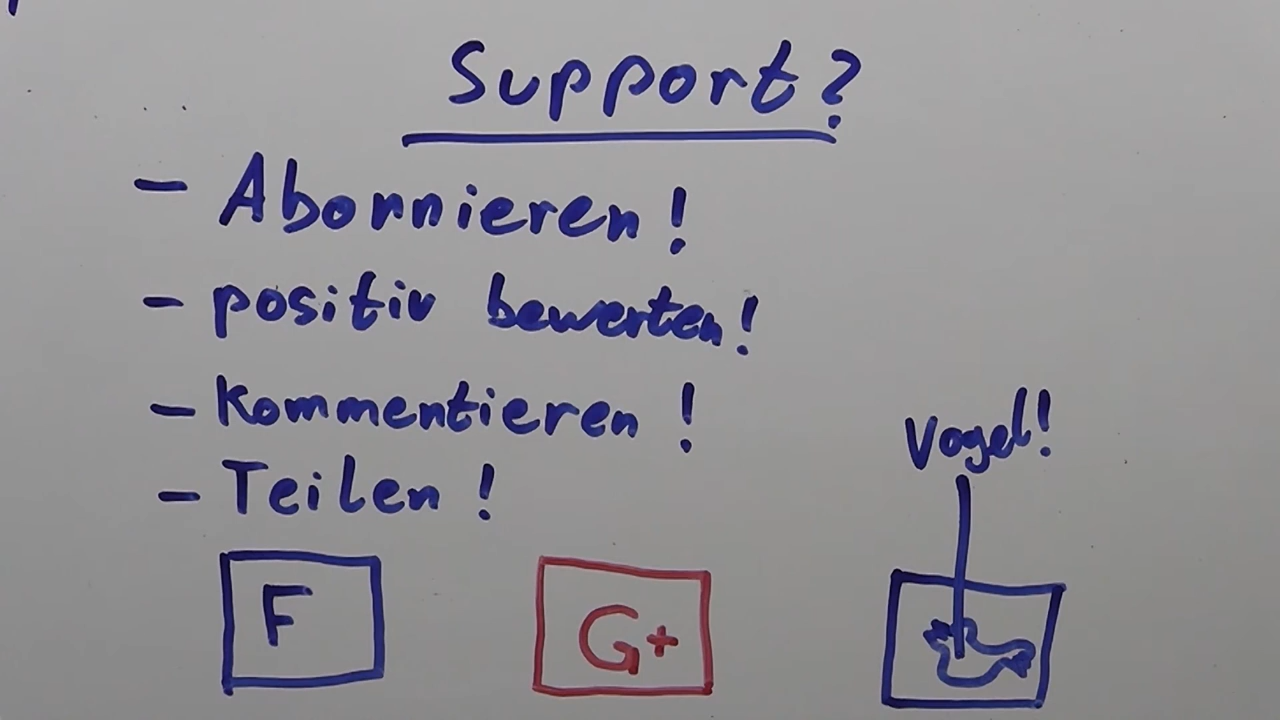 Support?
- Abonnieren!
- positiv bewerten!
- Kommentieren!
- Teilen!
Vogel!
F
G+